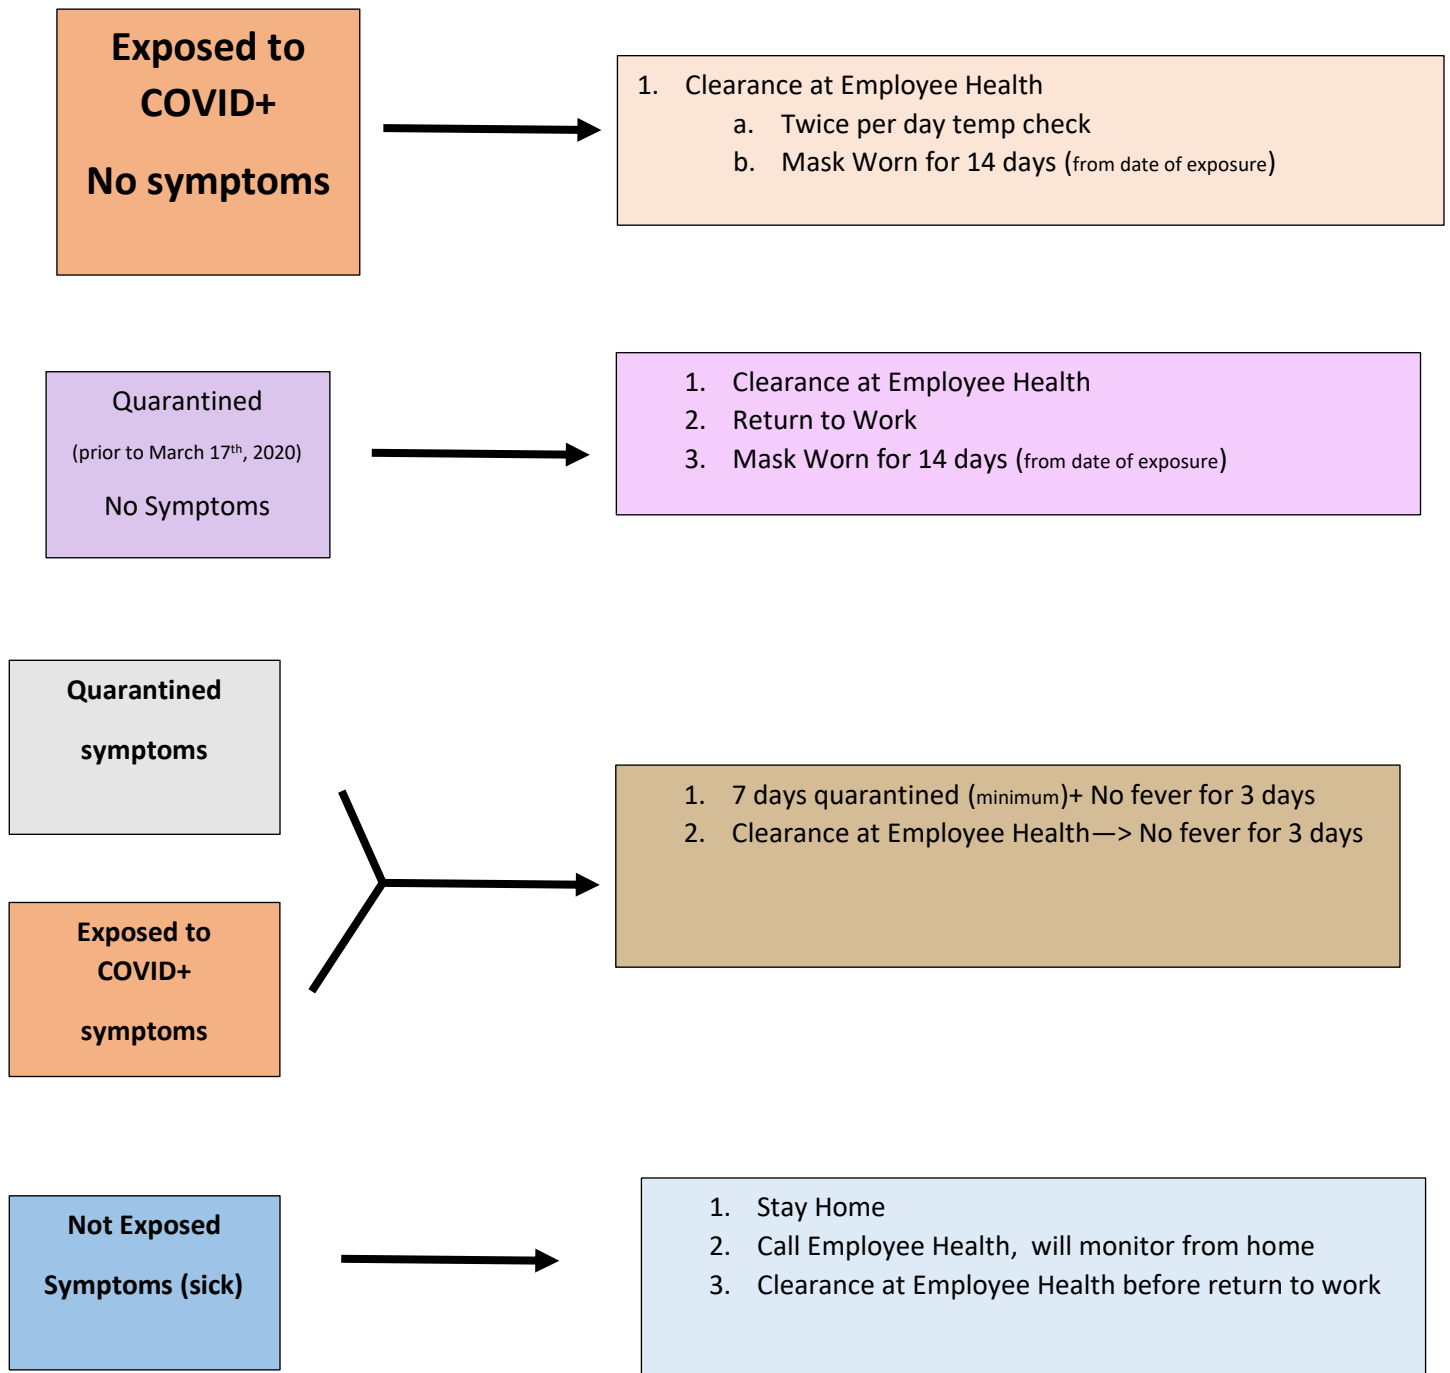 Exposed to
COVID+
No symptoms
1. Clearance at Employee Health
a. Twice per day temp check
b. Mask Worn for 14 days (from date of exposure)
Quarantined
(prior to March 17th, 2020)
No Symptoms
1. Clearance at Employee Health
2. Return to Work
3. Mask Worn for 14 days (from date of exposure)
Quarantined
symptoms
Exposed to
COVID+
symptoms
1. 7 days quarantined (minimum)+ No fever for 3 days
2. Clearance at Employee Health—> No fever for 3 days
Not Exposed
Symptoms (sick)
1. Stay Home
2. Call Employee Health, will monitor from home
3. Clearance at Employee Health before return to work